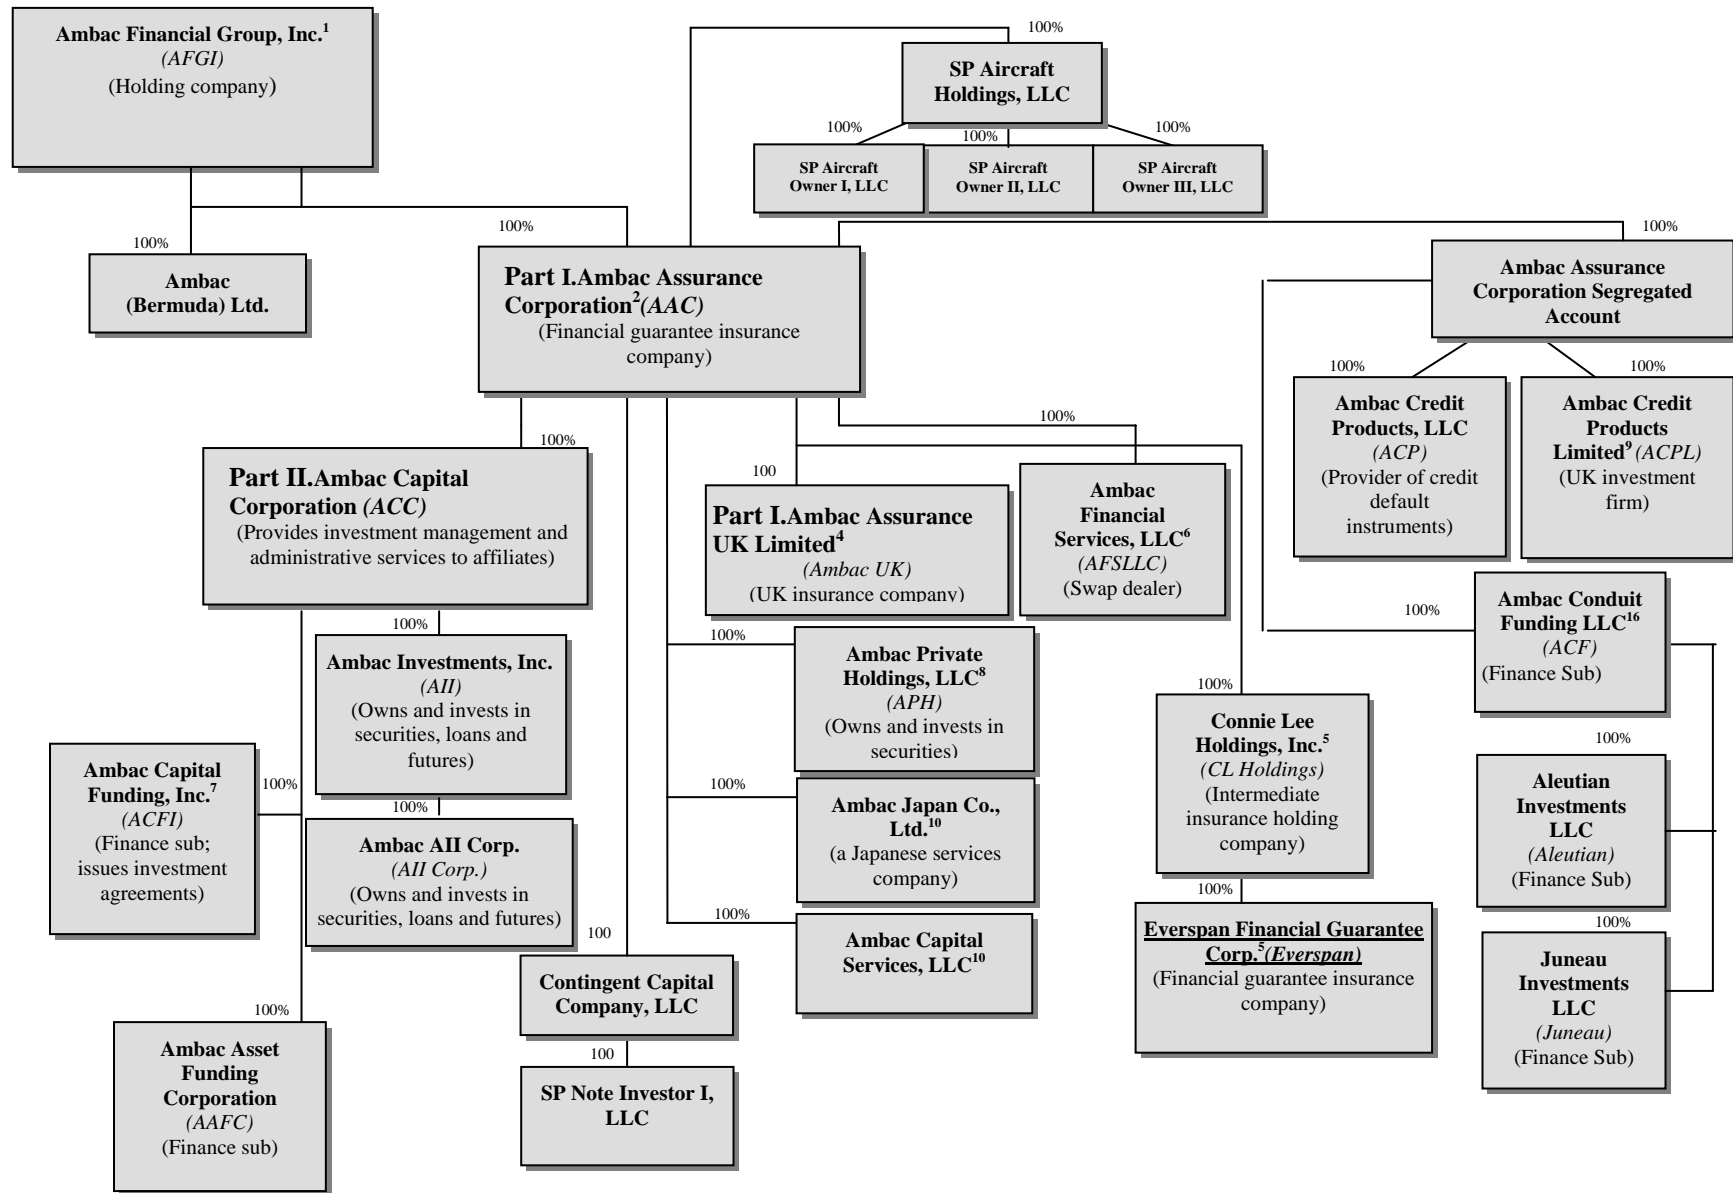 Ambac Financial Group, Inc.1
(AFGI)
(Holding company)
100%
SP Aircraft
Holdings, LLC
100%
100%
100%
SP Aircraft
Owner I, LLC
SP Aircraft
Owner II, LLC
SP Aircraft
Owner III, LLC
100%
Ambac
(Bermuda) Ltd.
100%
Part I.Ambac Assurance
Corporation2(AAC)
(Financial guarantee insurance
company)
100%
Ambac Assurance
Corporation Segregated
Account
100%
Ambac Credit
Products, LLC
(ACP)
(Provider of credit
default
instruments)
100%
Ambac Credit
Products
Limited9 (ACPL)
(UK investment
firm)
100%
Part II.Ambac Capital
Corporation (ACC)
(Provides investment management and
administrative services to affiliates)
100
Part I.Ambac Assurance
UK Limited4
(Ambac UK)
(UK insurance company)
100%
Ambac
Financial
Services, LLC6
(AFSLLC)
(Swap dealer)
100%
Ambac Conduit
Funding LLC16
(ACF)
(Finance Sub)
100%
Ambac Investments, Inc.
(AII)
(Owns and invests in
securities, loans and
futures)
100%
Ambac Private
Holdings, LLC8
(APH)
(Owns and invests in
securities)
100%
Connie Lee
Holdings, Inc.5
(CL Holdings)
(Intermediate
insurance holding
company)
100%
Aleutian
Investments
LLC
(Aleutian)
(Finance Sub)
Ambac Capital
Funding, Inc.7
(ACFI)
(Finance sub;
issues investment
agreements)
100%
100%
Ambac AII Corp.
(AII Corp.)
(Owns and invests in
securities, loans and futures)
100%
Ambac Japan Co.,
Ltd.10
(a Japanese services
company)
100%
Ambac Capital
Services, LLC10
100%
Everspan Financial Guarantee
Corp.5(Everspan)
(Financial guarantee insurance
company)
100%
Juneau
Investments
LLC
(Juneau)
(Finance Sub)
100
Contingent Capital
Company, LLC
100%
Ambac Asset
Funding
Corporation
(AAFC)
(Finance sub)
100
SP Note Investor I,
LLC